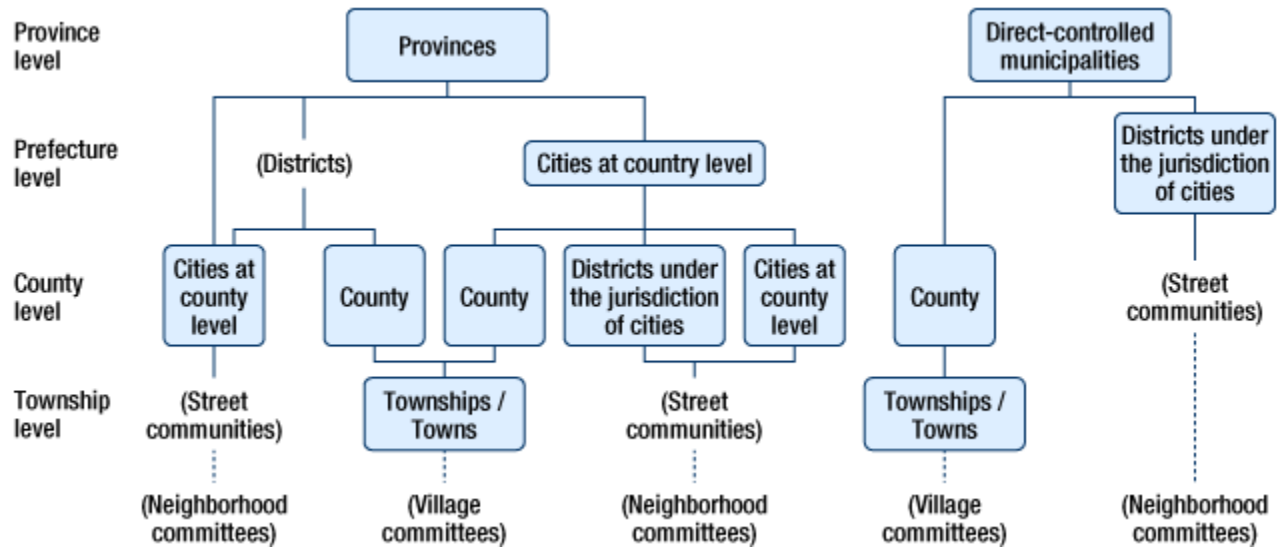 Province
level
Provinces
Direct-controlled
municipalities
Prefecture
level
(Districts)
Cities at country level
Districts under
the jurisdiction
of cities
County
level
Cities at
county
level
County
County
Districts under
the jurisdiction
of cities
Cities at
county
level
County
(Street
communities)
Township
level
(Street
communities)
Townships /
Towns
(Street
communities)
Townships /
Towns
(Neighborhood
committees)
(Village
committees)
(Neighborhood
committees)
(Village
committees)
(Neighborhood
committees)